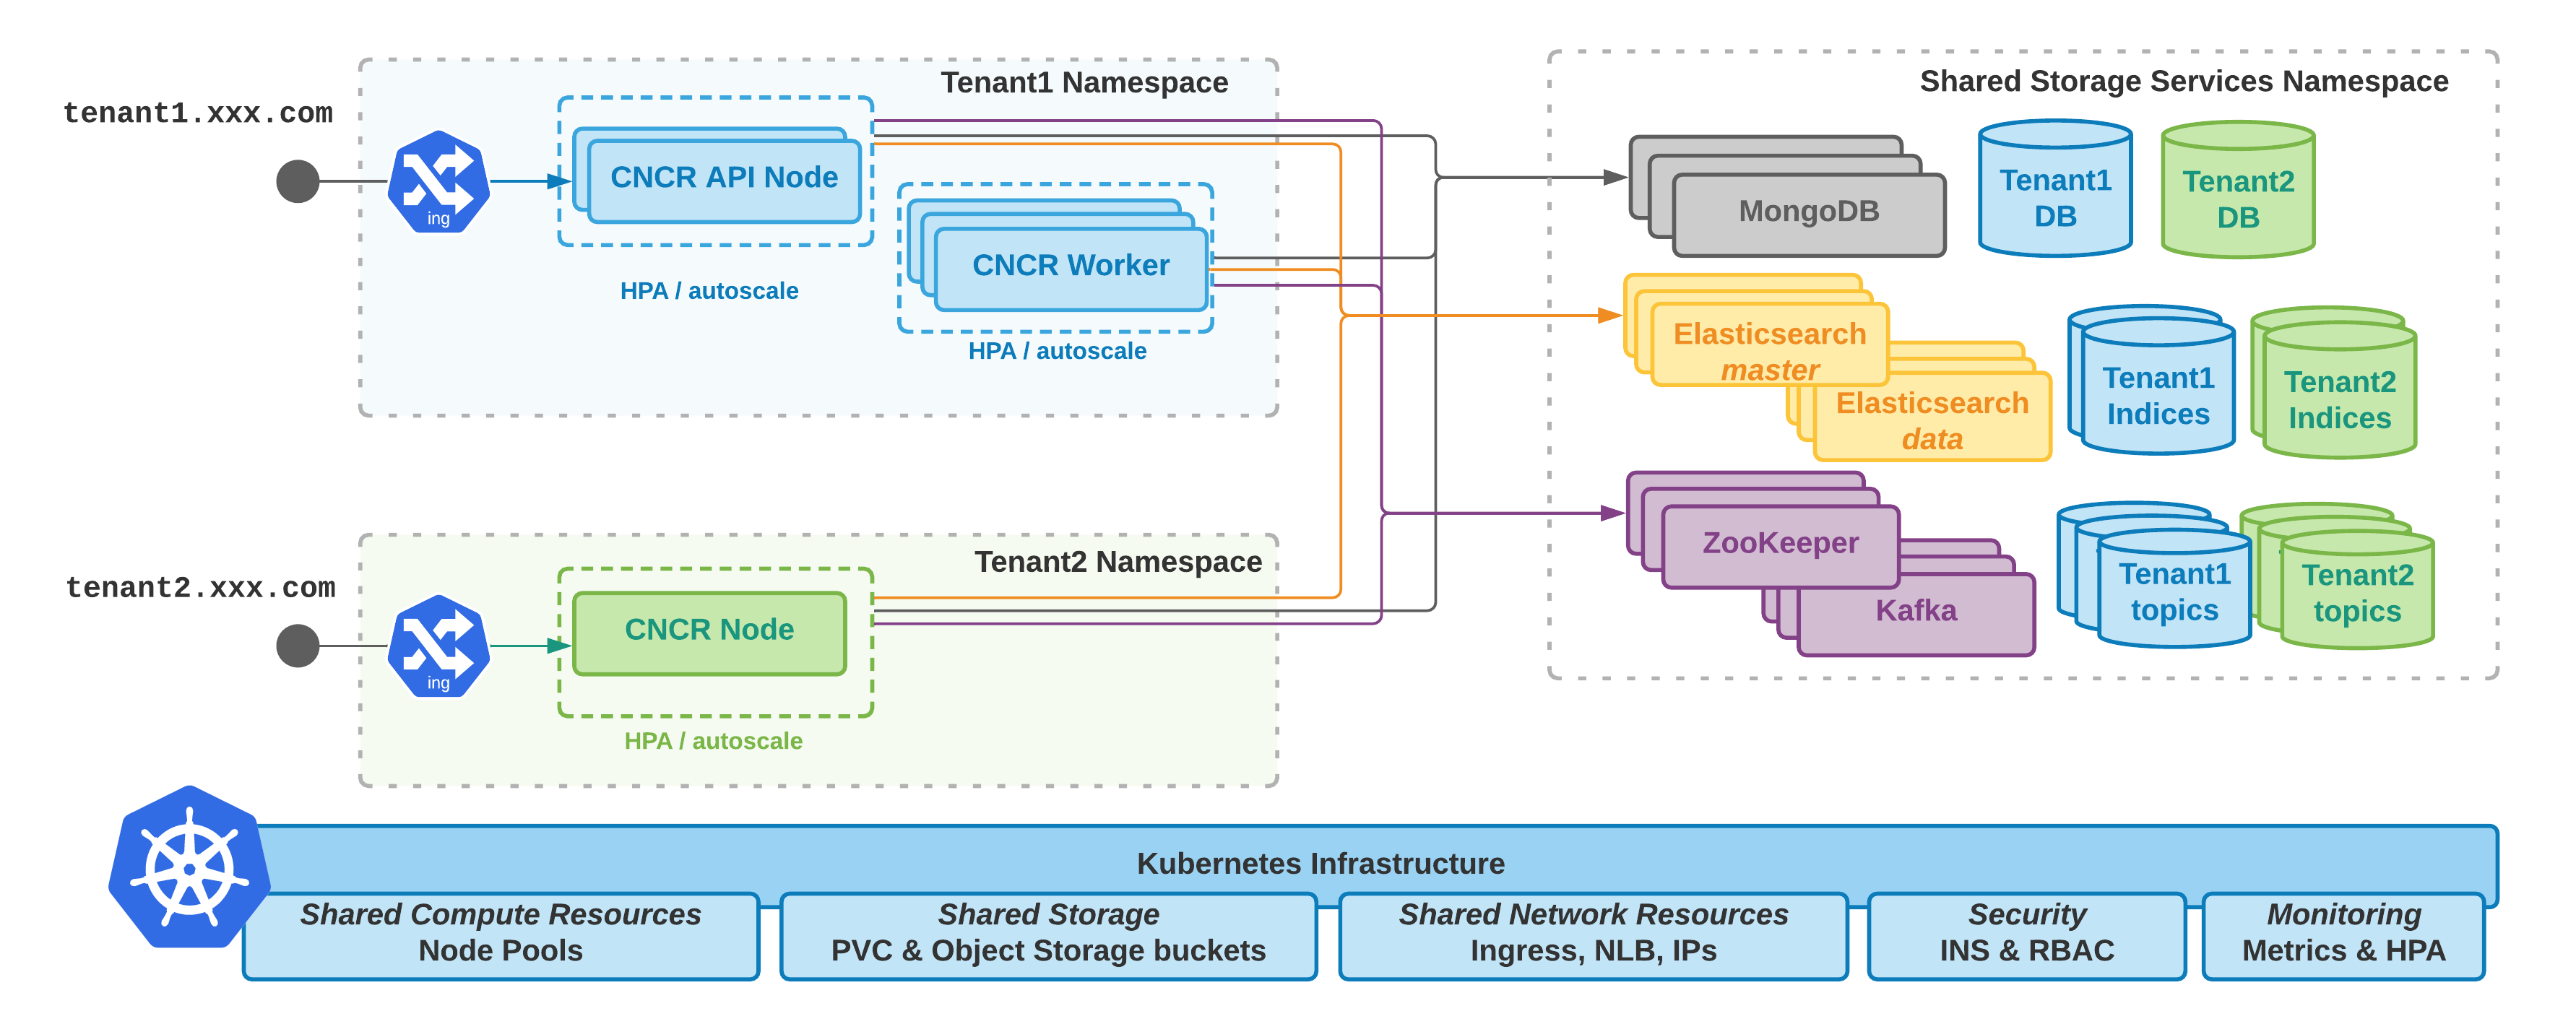 tenant1.xxx.com
ing
Tenant1 Namespace
CNCR API Node
HPA / autoscale
CNCR Worker
HPA / autoscale
tenant2.xxx.com
ing
Tenant2 Namespace
CNCR Node
HPA / autoscale
Shared Storage Services Namespace
MongoDB
Tenant1
DB
Tenant2
DB
Elasticsearch
master
Elasticsearch
data
Tenant1
Indices
Tenant2
Indices
ZooKeeper
Kafka
Tenant1
topics
Tenant2
topics
Kubernetes Infrastructure
Shared Compute Resources
Node Pools
Shared Storage
PVC & Object Storage buckets
Shared Network Resources
Ingress, NLB, IPs
Security
INS & RBAC
Monitoring
Metrics & HPA